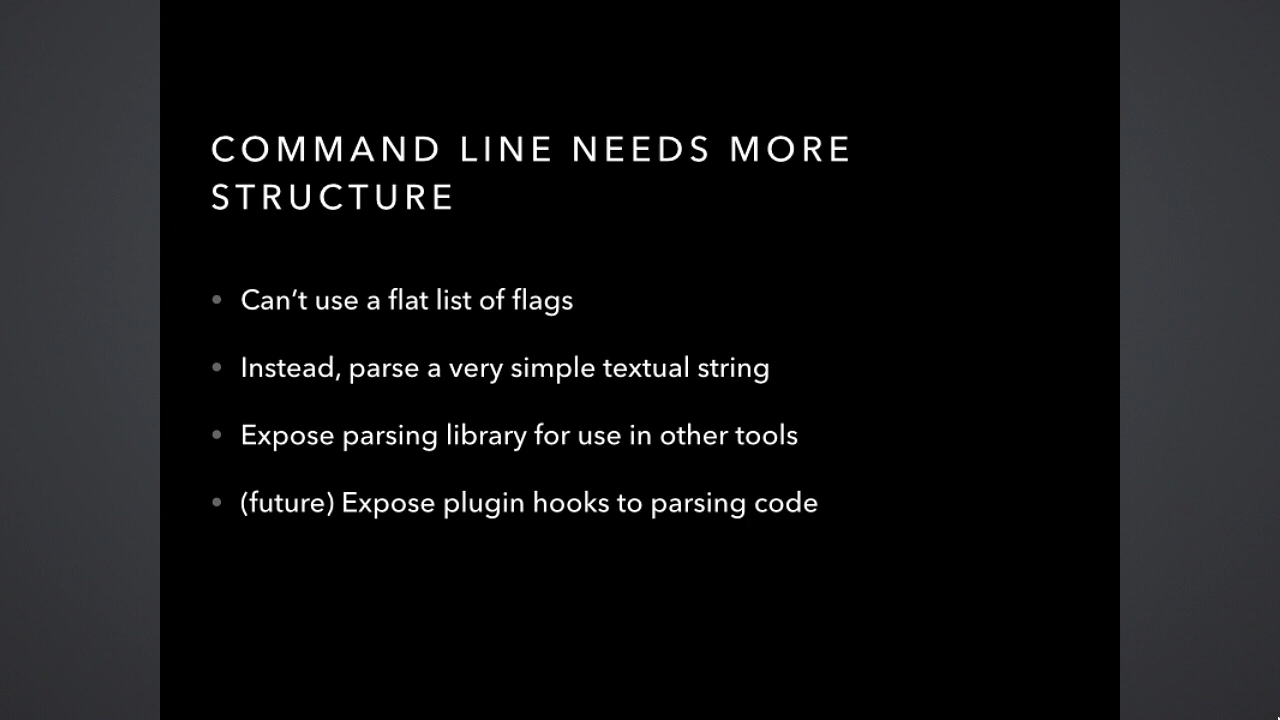 COMMAND LINE NEEDS MORE
STRUCTURE
• Can’t use a flat list of flags
• Instead, parse a very simple textual string
• Expose parsing library for use in other tools
• (future) Expose plugin hooks to parsing code